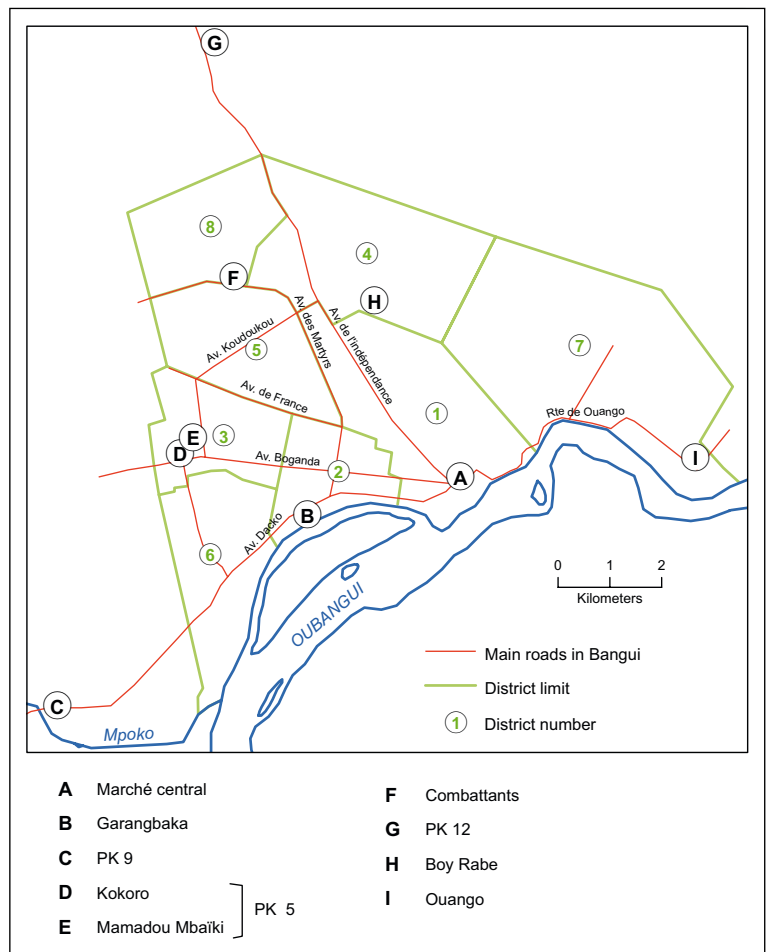 G
8
4
F
H
Av. des Martyrs
Av. de l'indépendance
Av. Koudoukou
5
7
Av. de France
1
Rte de Ouango
E
3
D
Av. Boganda
2
A
I
B
Av. Dacko
6
0 1 2
Kilometers
OUBANGUI
Main roads in Bangui
District limit
1 District number
C
Mpoko
A Marché central
B Garangbaka
C PK 9
D Kokoro
E Mamadou Mbaïki
PK 5
F Combattants
G PK 12
H Boy Rabe
I Ouango